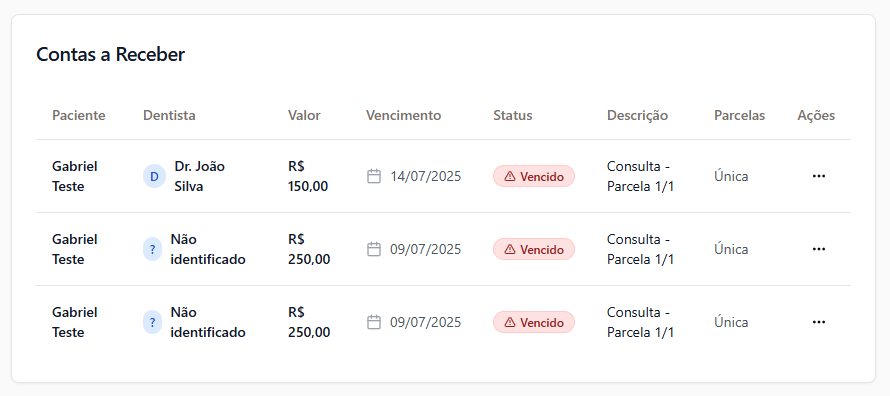 Contas a Receber
Paciente Dentista Valor Vencimento Status Descrição Parcelas Ações
Gabriel Teste D Dr. João Silva R$ 150,00 14/07/2025 Vencido Consulta - Parcela 1/1 Única ...
Gabriel Teste ? Não identificado R$ 250,00 09/07/2025 Vencido Consulta - Parcela 1/1 Única ...
Gabriel Teste ? Não identificado R$ 250,00 09/07/2025 Vencido Consulta - Parcela 1/1 Única ...